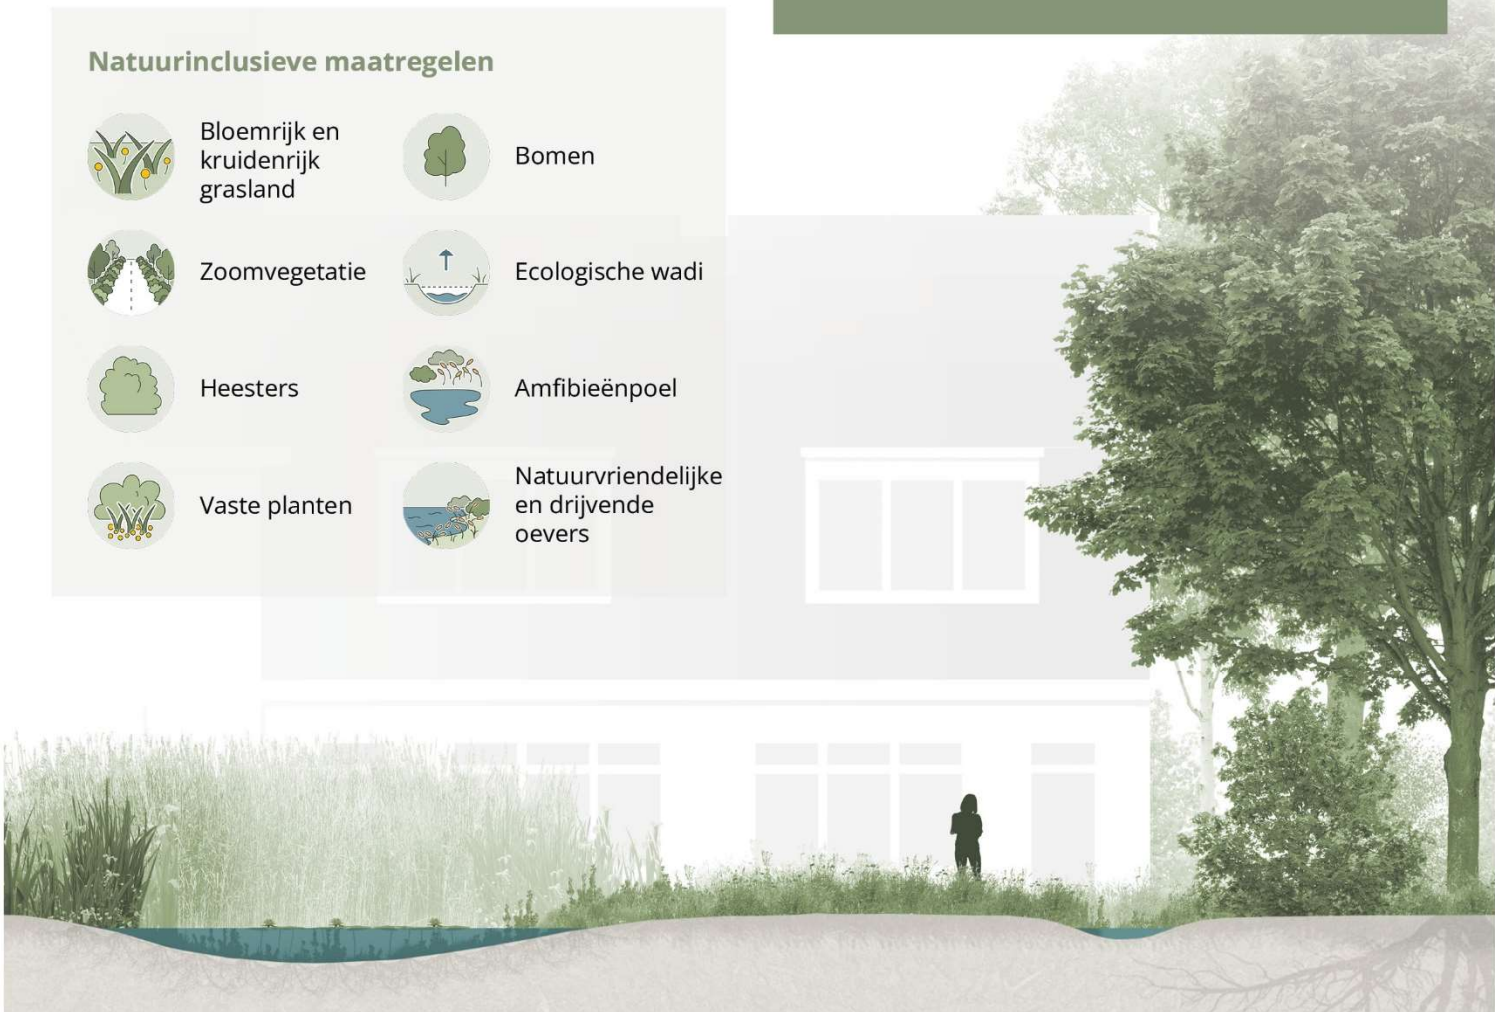 Natuurinclusieve maatregelen
Bloemrijk en
kruidenrijk
grasland
Zoomvegetatie
Heesters
Vaste planten
Bomen
Ecologische wadi
Amfibieënpoel
Natuurvriendelijke
en drijvende
oevers